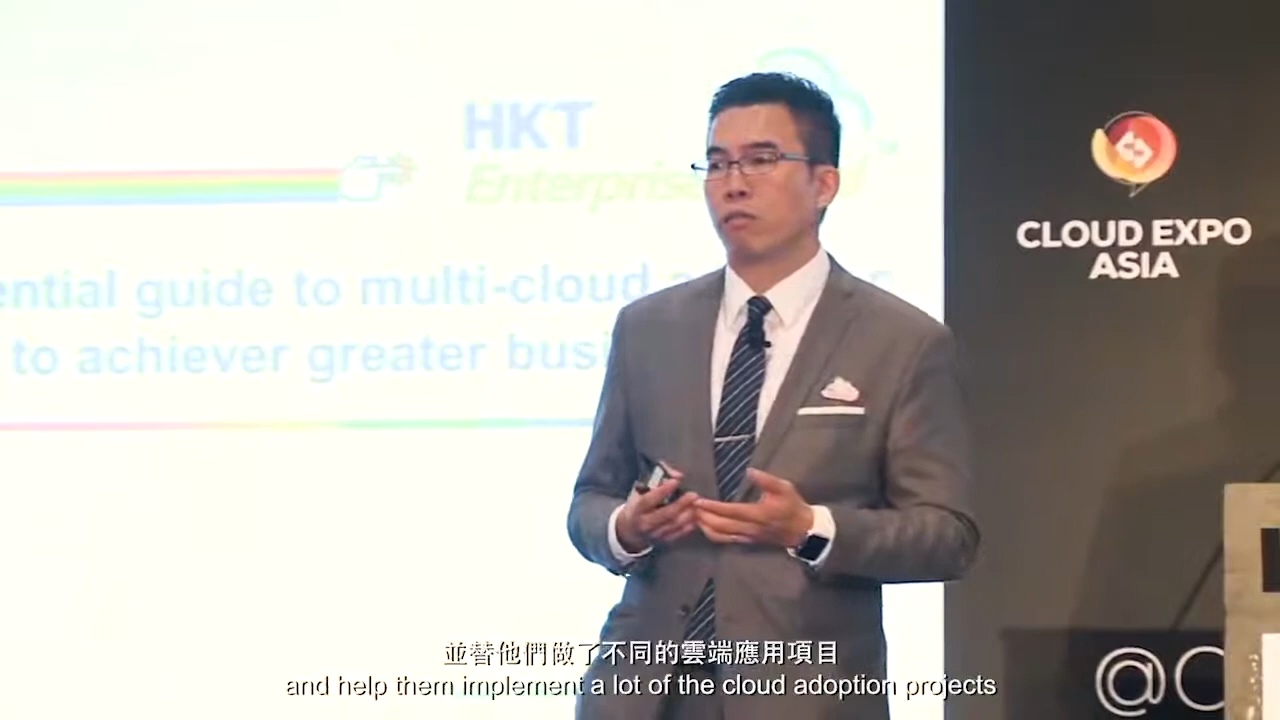 HKT
Enterprise
ential guide to multi-cloud
to achiever greater busi
CLOUD EXPO
ASIA
@C
並替他們做了不同的雲端應用項目
and help them implement a lot of the cloud adoption projects